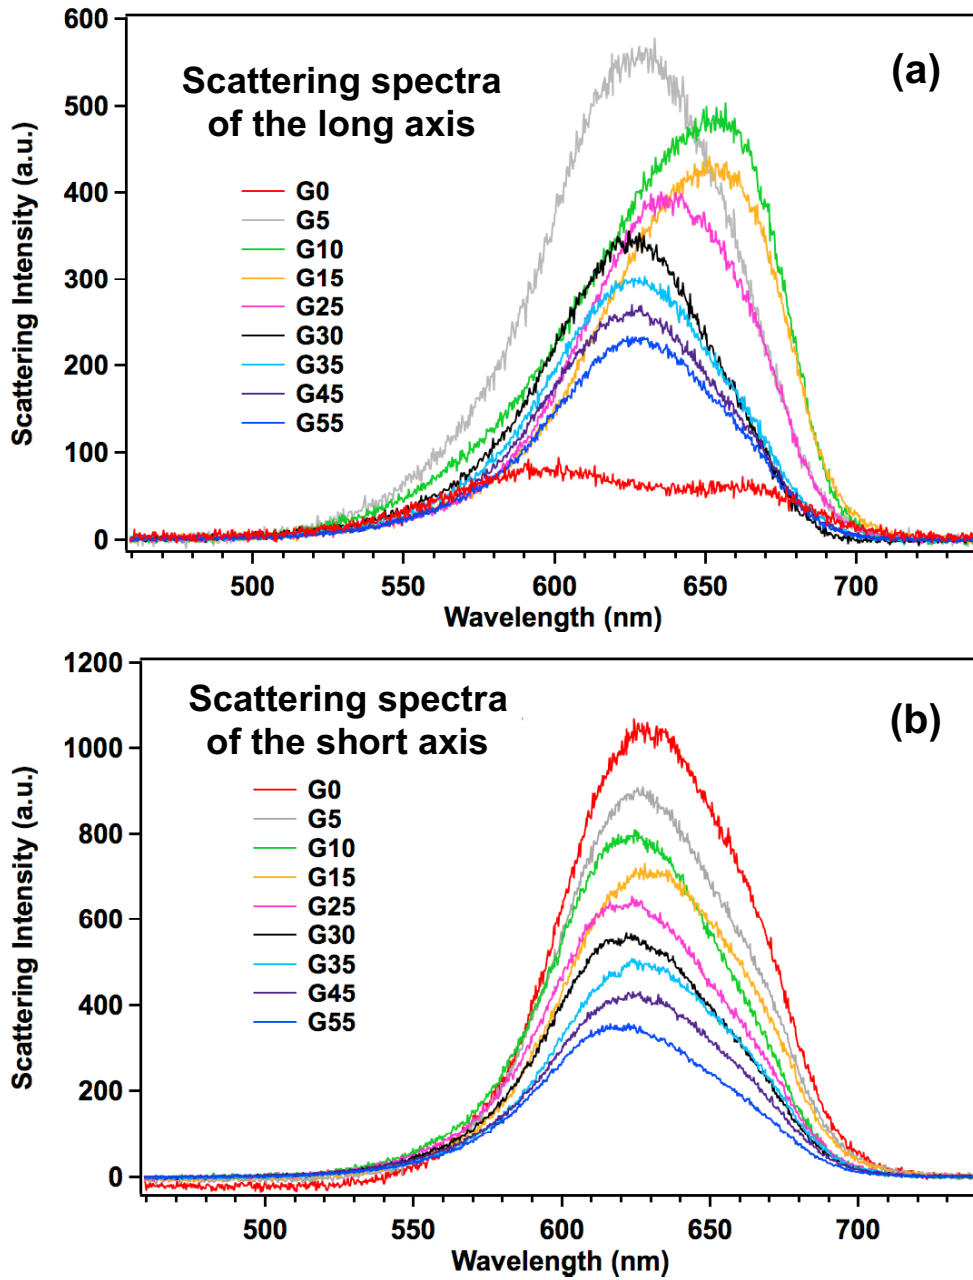 600
500
400
300
200
100
0
Scattering Intensity (a.u.)
Scattering spectra
of the long axis
(a)
G0
G5
G10
G15
G25
G30
G35
G45
G55
500
550
600
650
700
Wavelength (nm)
1200
1000
800
600
400
200
0
Scattering Intensity (a.u.)
Scattering spectra
of the short axis
(b)
G0
G5
G10
G15
G25
G30
G35
G45
G55
500
550
600
650
700
Wavelength (nm)